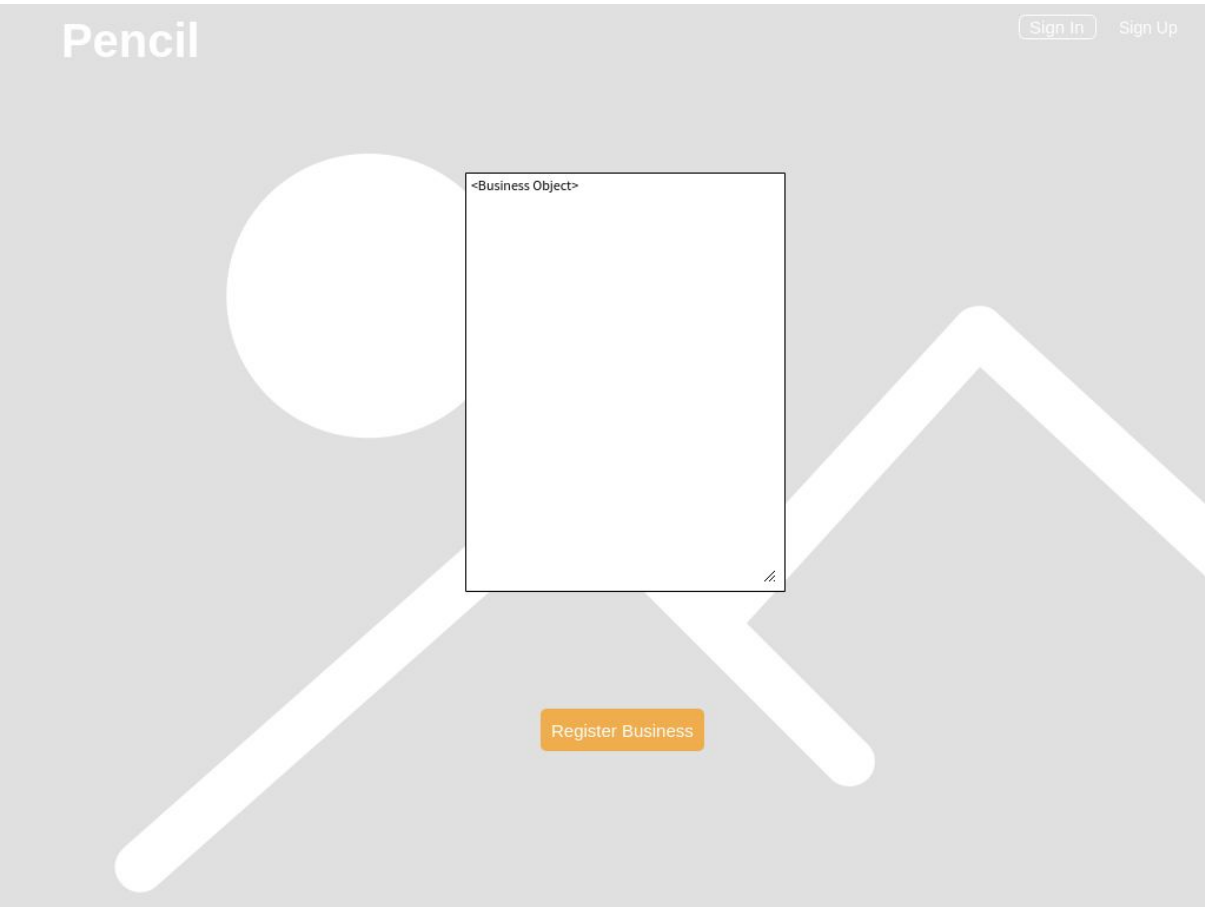 Pencil
Sign In
Sign Up
<Business Object>
Register Business